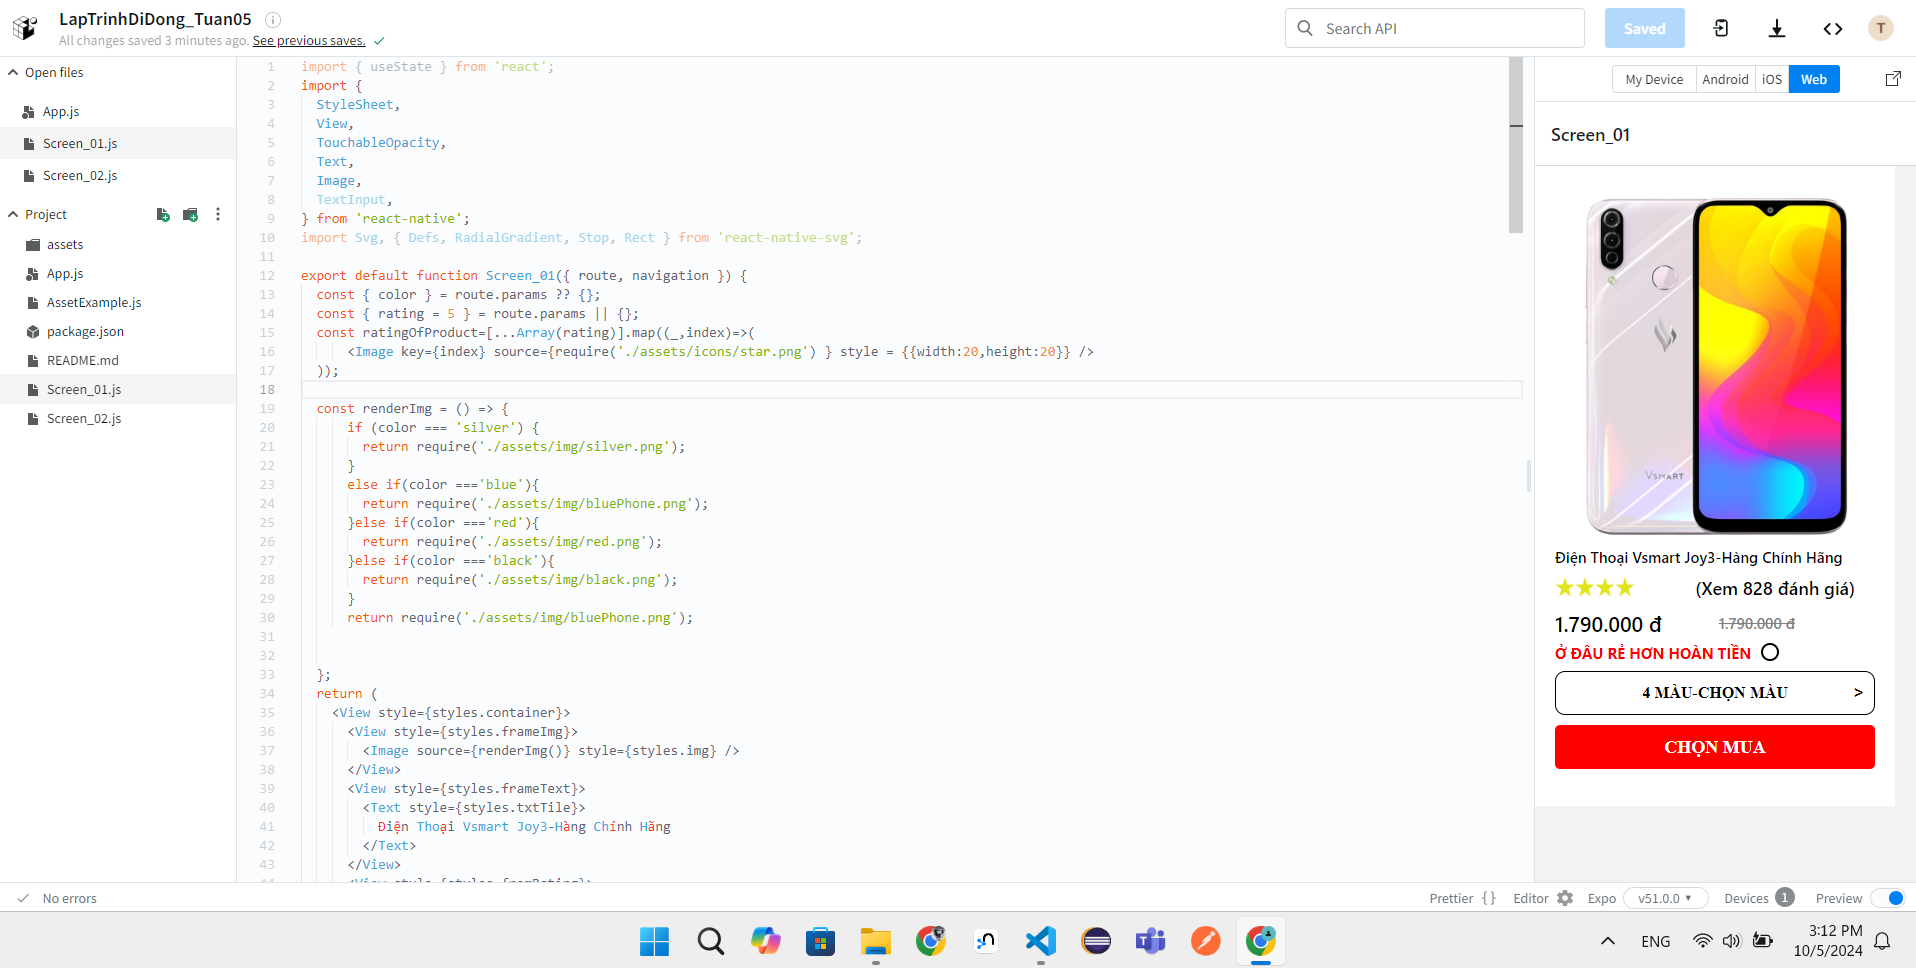 LapTrinhDiDong_Tuan05
All changes saved 3 minutes ago. See previous saves.
Search API
Saved
T
Open files
App.js
Screen_01.js
Screen_02.js
Project
assets
App.js
AssetExample.js
package.json
README.md
Screen_01.js
Screen_02.js
1 import { useState } from 'react';
2 import {
3 StyleSheet,
4 View,
5 TouchableOpacity,
6 Text,
7 Image,
8 TextInput,
9 } from 'react-native';
10 import Svg, { Defs, RadialGradient, Stop, Rect } from 'react-native-svg';
11
12 export default function Screen_01({ route, navigation }) {
13 const { color } = route.params ?? {};
14 const { rating = 5 } = route.params || {};
15 const ratingOfProduct=[...Array(rating)].map((_,index)=>(
16 <Image key={index} source={require('./assets/icons/star.png') } style = {{width:20,height:20}} />
17 ));
18
19 const renderImg = () => {
20 if (color === 'silver') {
21 return require('./assets/img/silver.png');
22 }
23 else if(color ==='blue'){
24 return require('./assets/img/bluePhone.png');
25 }else if(color ==='red'){
26 return require('./assets/img/red.png');
27 }else if(color ==='black'){
28 return require('./assets/img/black.png');
29 }
30 return require('./assets/img/bluePhone.png');
31
32
33 };
34 return (
35 <View style={styles.container}>
36 <View style={styles.frameImg}>
37 <Image source={renderImg()} style={styles.img} />
38 </View>
39 <View style={styles.frameText}>
40 <Text style={styles.txtTile}>
41 Điện Thoại Vsmart Joy3-Hàng Chính Hãng
42 </Text>
43 </View>
My Device
Android
iOS
Web
Screen_01
VSMART
Điện Thoại Vsmart Joy3-Hàng Chính Hãng
(Xem 828 đánh giá)
1.790.000 đ
1.790.000 đ
Ở ĐÂU RẺ HƠN HOÀN TIỀN
4 MÀU-CHỌN MÀU >
CHỌN MUA
No errors
Prettier { }
Editor
Expo
v51.0.0
Devices 1
Preview
ENG
3:12 PM
10/5/2024